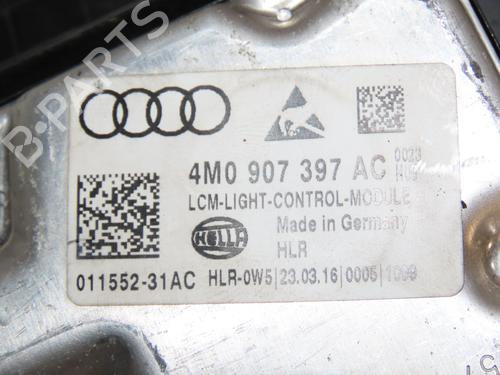 4M0 907 397 AC
LCM-LIGHT-CONTROL-MODULE
HELLA
Made in Germany
HLR
011552-31AC HLR-0W5|23.03.16|0005|1009
B-PARTS